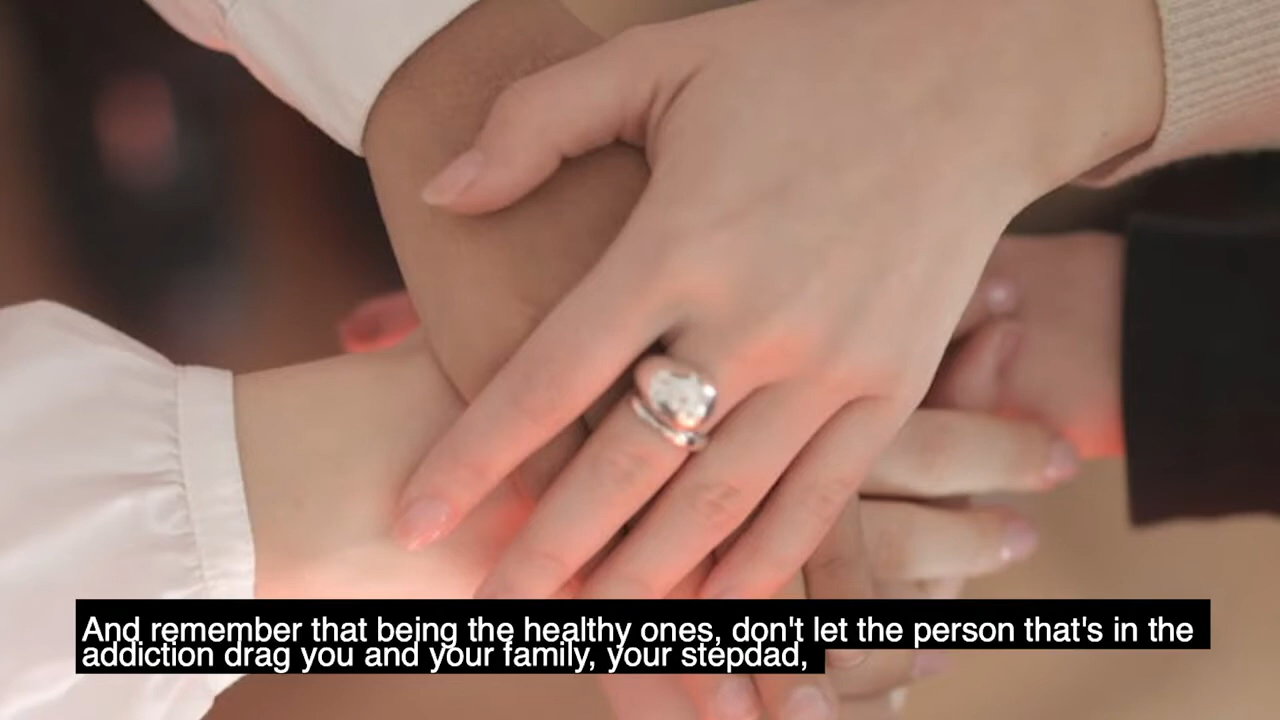 And remember that being the healthy ones, don't let the person that's in the
addiction drag you and your family, your stepdad,